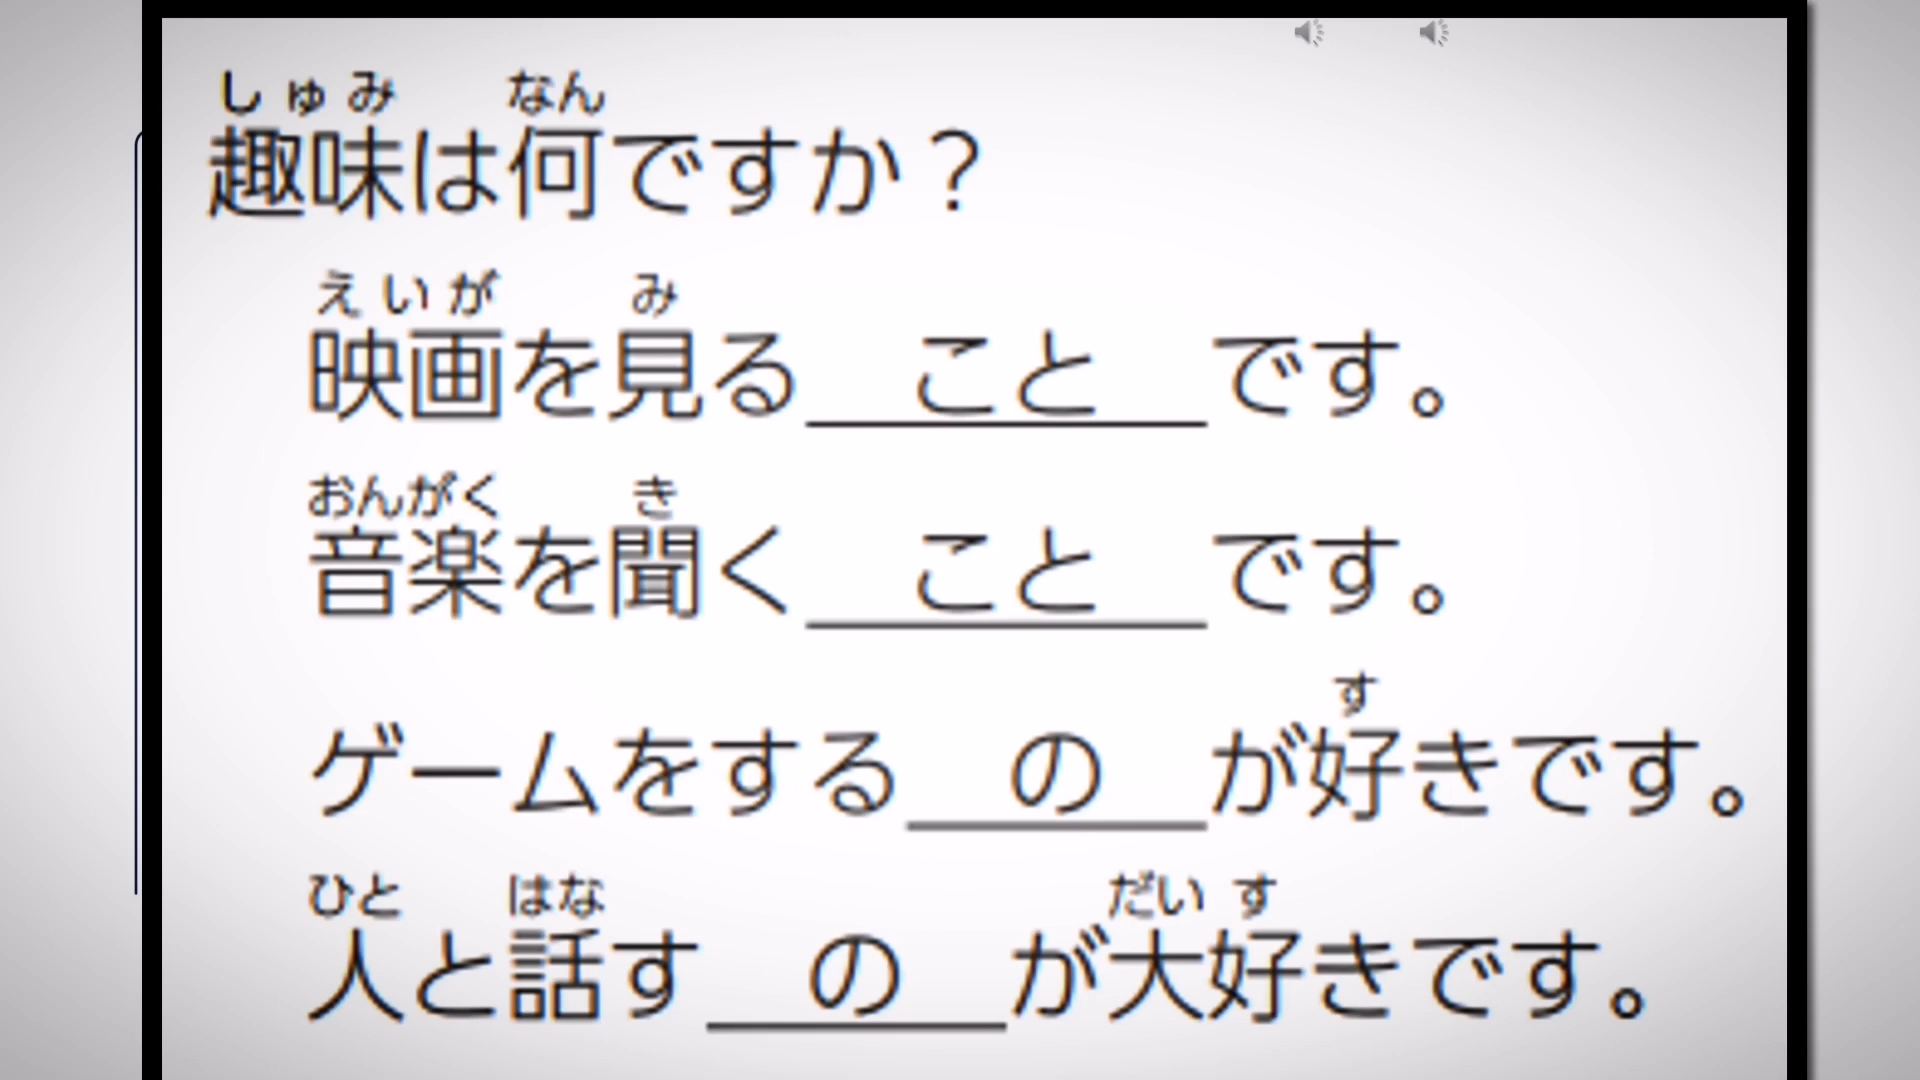 しゅみ なん
趣味は何ですか？
えいが み
映画を見る こと です。
おんがく き
音楽を聞く こと です。
す
ゲームをする の が好きです。
ひと はな だい す
人と話す の が大好きです。